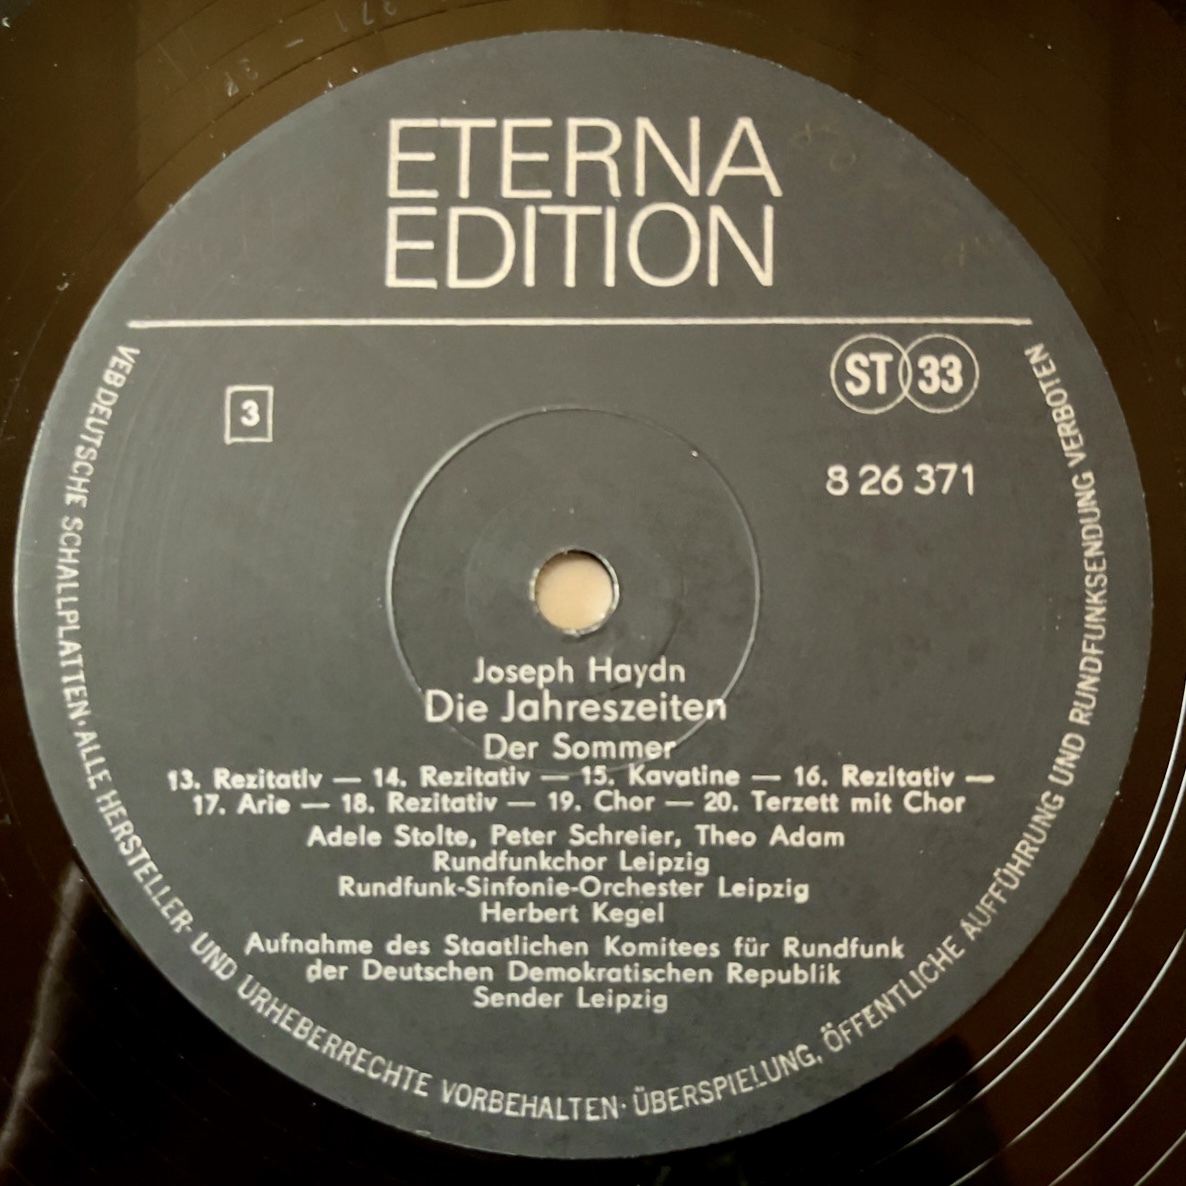 ETERNA
EDITION
ST 33
3
8 26 371
Joseph Haydn
Die Jahreszeiten
Der Sommer
13. Rezitativ — 14. Rezitativ — 15. Kavatine — 16. Rezitativ —
17. Arie — 18. Rezitativ — 19. Chor — 20. Terzett mit Chor
Adele Stolte, Peter Schreier, Theo Adam
Rundfunkchor Leipzig
Rundfunk-Sinfonie-Orchester Leipzig
Herbert Kegel
Aufnahme des Staatlichen Komitees für Rundfunk
der Deutschen Demokratischen Republik
Sender Leipzig
VEB DEUTSCHE SCHALLPLATTEN · ALLE HERSTELLER- UND URHEBERRECHTE VORBEHALTEN · ÜBERSPIELUNG, ÖFFENTLICHE AUFFÜHRUNG UND RUNDFUNKSENDUNG VERBOTEN